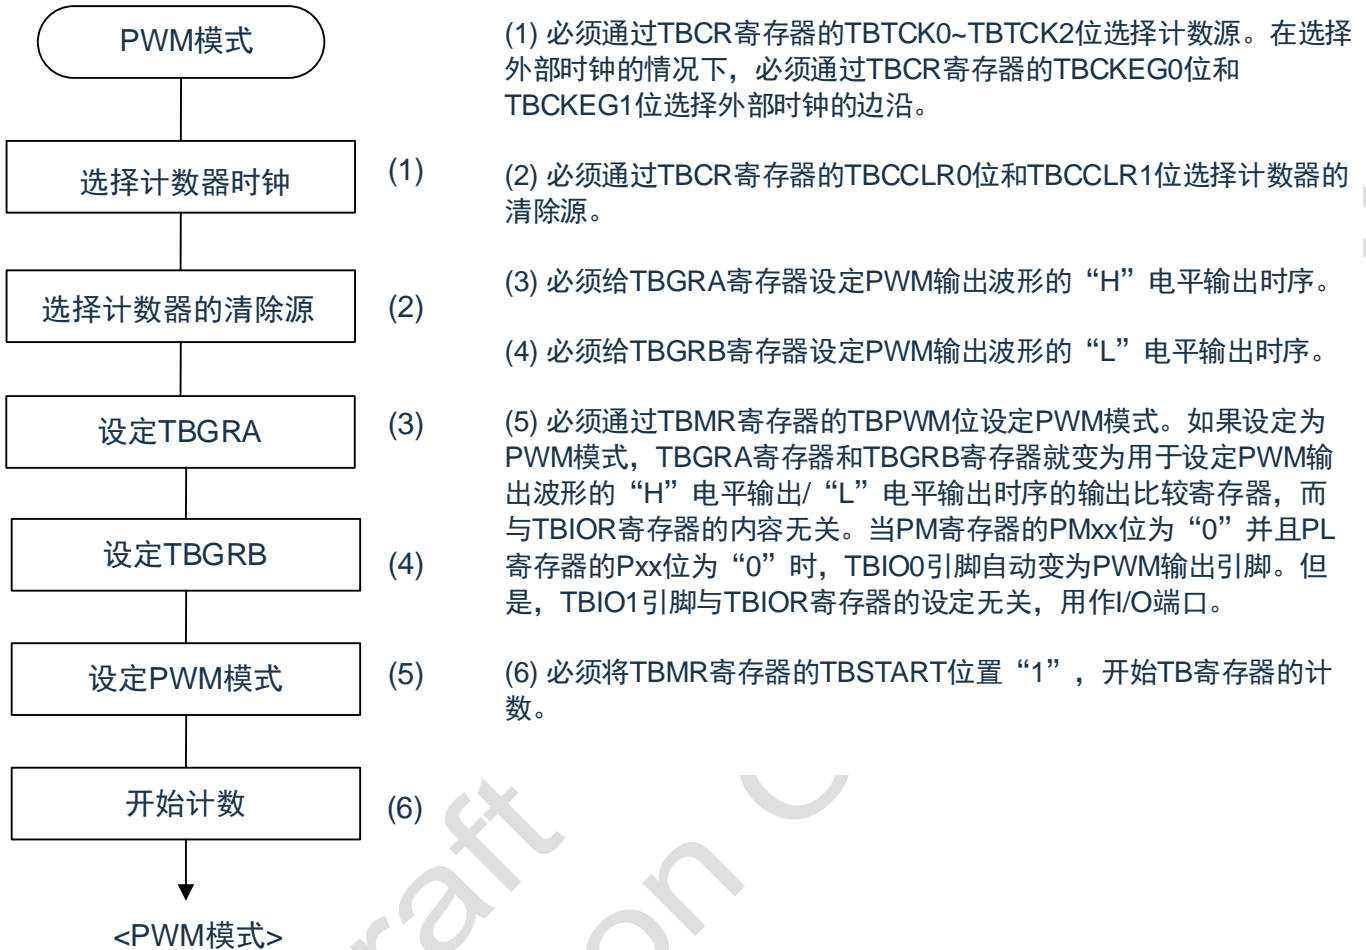 PWM模式
选择计数器时钟
(1)
选择计数器的清除源
(2)
设定TBGRA
(3)
设定TBGRB
(4)
设定PWM模式
(5)
开始计数
(6)
<PWM模式>
(1) 必须通过TBCR寄存器的TBTCK0~TBTCK2位选择计数源。在选择
外部时钟的情况下，必须通过TBCR寄存器的TBCKEG0位和
TBCKEG1位选择外部时钟的边沿。
(2) 必须通过TBCR寄存器的TBCCLR0位和TBCCLR1位选择计数器的
清除源。
(3) 必须给TBGRA寄存器设定PWM输出波形的“H”电平输出时序。
(4) 必须给TBGRB寄存器设定PWM输出波形的“L”电平输出时序。
(5) 必须通过TBMR寄存器的TBPWM位设定PWM模式。如果设定为
PWM模式，TBGRA寄存器和TBGRB寄存器就变为用于设定PWM输
出波形的“H”电平输出/“L”电平输出时序的输出比较寄存器，而
与TBIOR寄存器的内容无关。当PM寄存器的PMxx位为“0”并且PL
寄存器的Pxx位为“0”时，TBIO0引脚自动变为PWM输出引脚。但
是，TBIO1引脚与TBIOR寄存器的设定无关，用作I/O端口。
(6) 必须将TBMR寄存器的TBSTART位置“1”，开始TB寄存器的计
数。